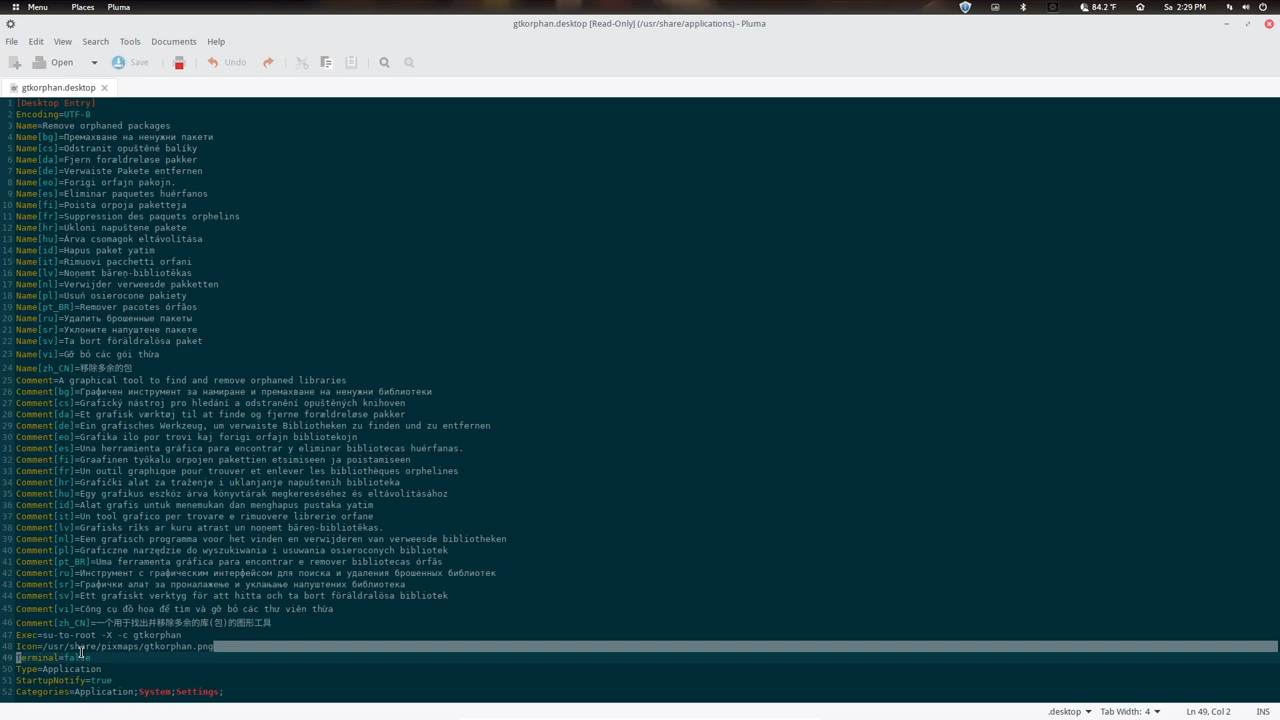 Menu Places Pluma 84.2 °F Sa 2:29 PM
gtkorphan.desktop [Read-Only] (/usr/share/applications) - Pluma
File Edit View Search Tools Documents Help
Open Save Undo
gtkorphan.desktop
1 [Desktop Entry]
2 Encoding=UTF-8
3 Name=Remove orphaned packages
4 Name[bg]=Премахване на ненужни пакети
5 Name[cs]=Odstranit opuštěné balíky
6 Name[da]=Fjern forældreløse pakker
7 Name[de]=Verwaiste Pakete entfernen
8 Name[eo]=Forigi orfajn pakojn.
9 Name[es]=Eliminar paquetes huérfanos
10 Name[fi]=Poista orpoja paketteja
11 Name[fr]=Suppression des paquets orphelins
12 Name[hr]=Ukloni napuštene pakete
13 Name[hu]=Árva csomagok eltávolítása
14 Name[id]=Hapus paket yatim
15 Name[it]=Rimuovi pacchetti orfani
16 Name[lv]=Noņemt bāreņ-bibliotēkas
17 Name[nl]=Verwijder verweesde pakketten
18 Name[pl]=Usuń osierocone pakiety
19 Name[pt_BR]=Remover pacotes órfãos
20 Name[ru]=Удалить брошенные пакеты
21 Name[sr]=Уклоните напуштене пакете
22 Name[sv]=Ta bort föräldralösa paket
23 Name[vi]=Gỡ bỏ các gói thừa
24 Name[zh_CN]=移除多余的包
25 Comment=A graphical tool to find and remove orphaned libraries
26 Comment[bg]=Графичен инструмент за намиране и премахване на ненужни библиотеки
27 Comment[cs]=Grafický nástroj pro hledání a odstranění opuštěných knihoven
28 Comment[da]=Et grafisk værktøj til at finde og fjerne forældreløse pakker
29 Comment[de]=Ein grafisches Werkzeug, um verwaiste Bibliotheken zu finden und zu entfernen
30 Comment[eo]=Grafika ilo por trovi kaj forigi orfajn bibliotekojn
31 Comment[es]=Una herramienta gráfica para encontrar y eliminar bibliotecas huérfanas.
32 Comment[fi]=Graafinen työkalu orpojen pakettien etsimiseen ja poistamiseen
33 Comment[fr]=Un outil graphique pour trouver et enlever les bibliothèques orphelines
34 Comment[hr]=Grafički alat za traženje i uklanjanje napuštenih biblioteka
35 Comment[hu]=Egy grafikus eszköz árva könyvtárak megkereséséhez és eltávolításához
36 Comment[id]=Alat grafis untuk menemukan dan menghapus pustaka yatim
37 Comment[it]=Un tool grafico per trovare e rimuovere librerie orfane
38 Comment[lv]=Grafisks rīks ar kuru atrast un noņemt bāreņ-bibliotēkas.
39 Comment[nl]=Een grafisch programma voor het vinden en verwijderen van verweesde bibliotheken
40 Comment[pl]=Graficzne narzędzie do wyszukiwania i usuwania osieroconych bibliotek
41 Comment[pt_BR]=Uma ferramenta gráfica para encontrar e remover bibliotecas órfãs
42 Comment[ru]=Инструмент с графическим интерфейсом для поиска и удаления брошенных библиотек
43 Comment[sr]=Графички алат за проналажење и уклањање напуштених библиотека
44 Comment[sv]=Ett grafiskt verktyg för att hitta och ta bort föräldralösa bibliotek
45 Comment[vi]=Công cụ đồ họa để tìm và gỡ bỏ các thư viên thừa
46 Comment[zh_CN]=一个用于找出并移除多余的库(包)的图形工具
47 Exec=su-to-root -X -c gtkorphan
48 Icon=/usr/share/pixmaps/gtkorphan.png
49 Terminal=false
50 Type=Application
51 StartupNotify=true
52 Categories=Application;System;Settings;
.desktop Tab Width: 4 Ln 49, Col 2 INS